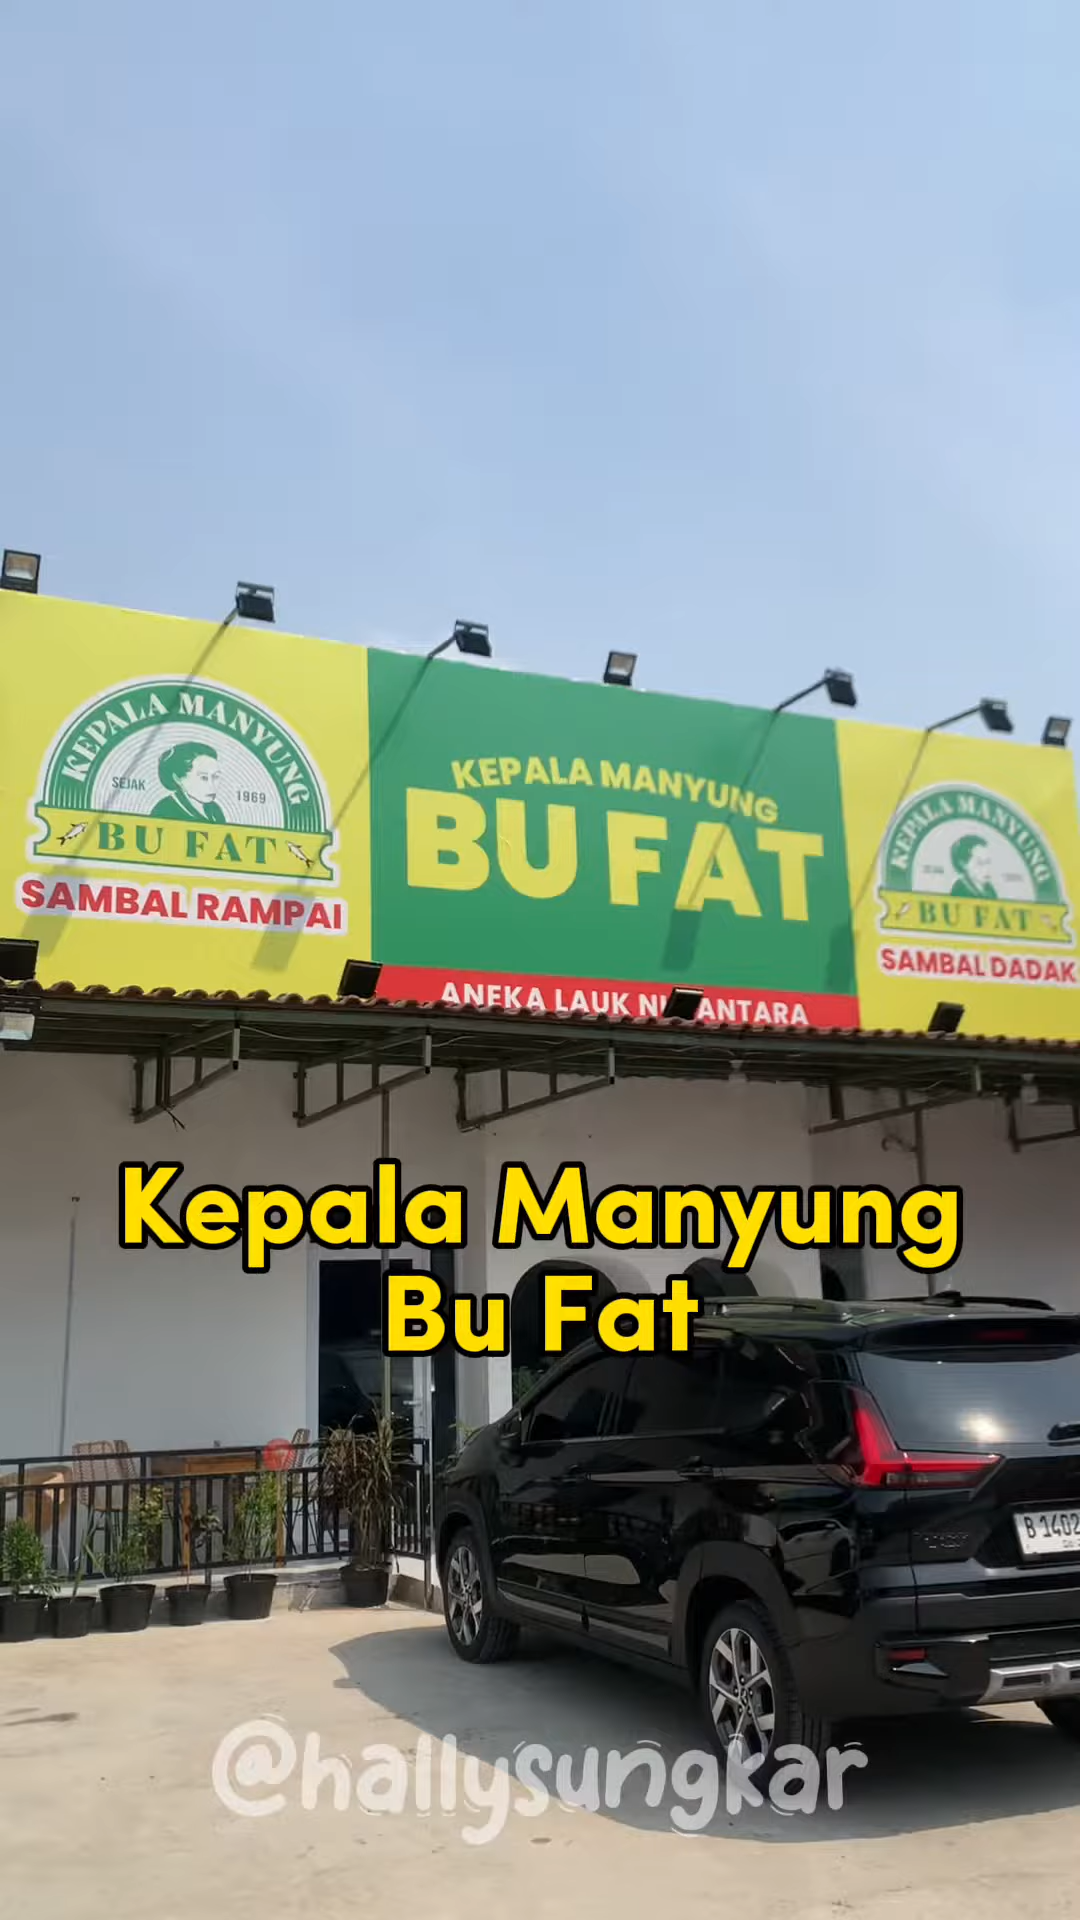 KEPALA MANYUNG
SEJAK 1969
BU FAT
SAMBAL RAMPAI
KEPALA MANYUNG
BU FAT
ANEKA LAUK
KEPALA MANYUNG
BU FAT
SAMBAL DADAK
Kepala Manyung
Bu Fat
B 1402
@hallysungkar